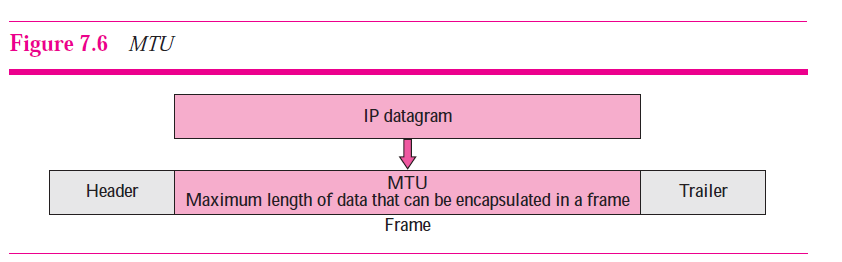 Figure 7.6 MTU
IP datagram
Header
MTU
Maximum length of data that can be encapsulated in a frame
Trailer
Frame